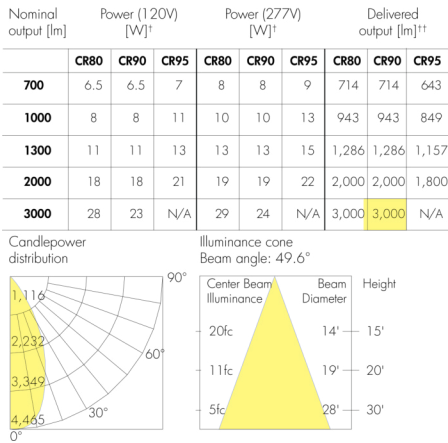 Nominal output [lm] Power (120V) [W]† Power (277V) [W]† Delivered output [lm]††
CR80 CR90 CR95 CR80 CR90 CR95 CR80 CR90 CR95
700 6.5 6.5 7 8 8 9 714 714 643
1000 8 8 11 10 10 13 943 943 849
1300 11 11 13 13 13 15 1,286 1,286 1,157
2000 18 18 21 19 19 22 2,000 2,000 1,800
3000 28 23 N/A 29 24 N/A 3,000 3,000 N/A
Candlepower distribution
90°
1,116
2,232
60°
3,349
4,465
30°
0°
Illuminance cone
Beam angle: 49.6°
Center Beam Illuminance Beam Diameter Height
20fc 14' 15'
11fc 19' 20'
5fc 28' 30'